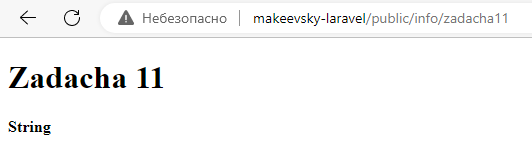 Небезопасно makeevsky-laravel/public/info/zadacha11
Zadacha 11
String